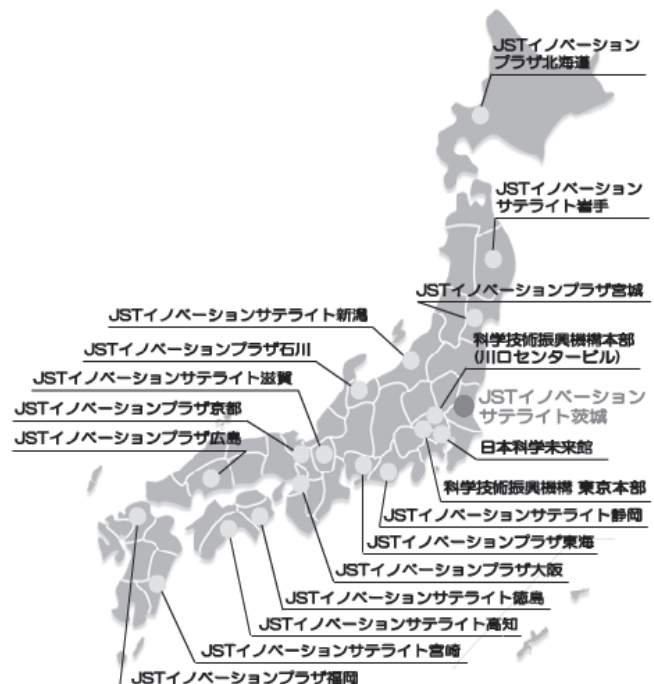 JSTイノベーション
プラザ北海道
JSTイノベーション
サテライト岩手
JSTイノベーションプラザ宮城
JSTイノベーションサテライト新潟
科学技術振興機構本部
(川口センタービル)
JSTイノベーションプラザ石川
JSTイノベーションサテライト滋賀
JSTイノベーション
サテライト茨城
JSTイノベーションプラザ京都
JSTイノベーションプラザ広島
日本科学未来館
科学技術振興機構 東京本部
JSTイノベーションサテライト静岡
JSTイノベーションプラザ東海
JSTイノベーションプラザ大阪
JSTイノベーションサテライト徳島
JSTイノベーションサテライト高知
JSTイノベーションサテライト宮崎
JSTイノベーションプラザ福岡